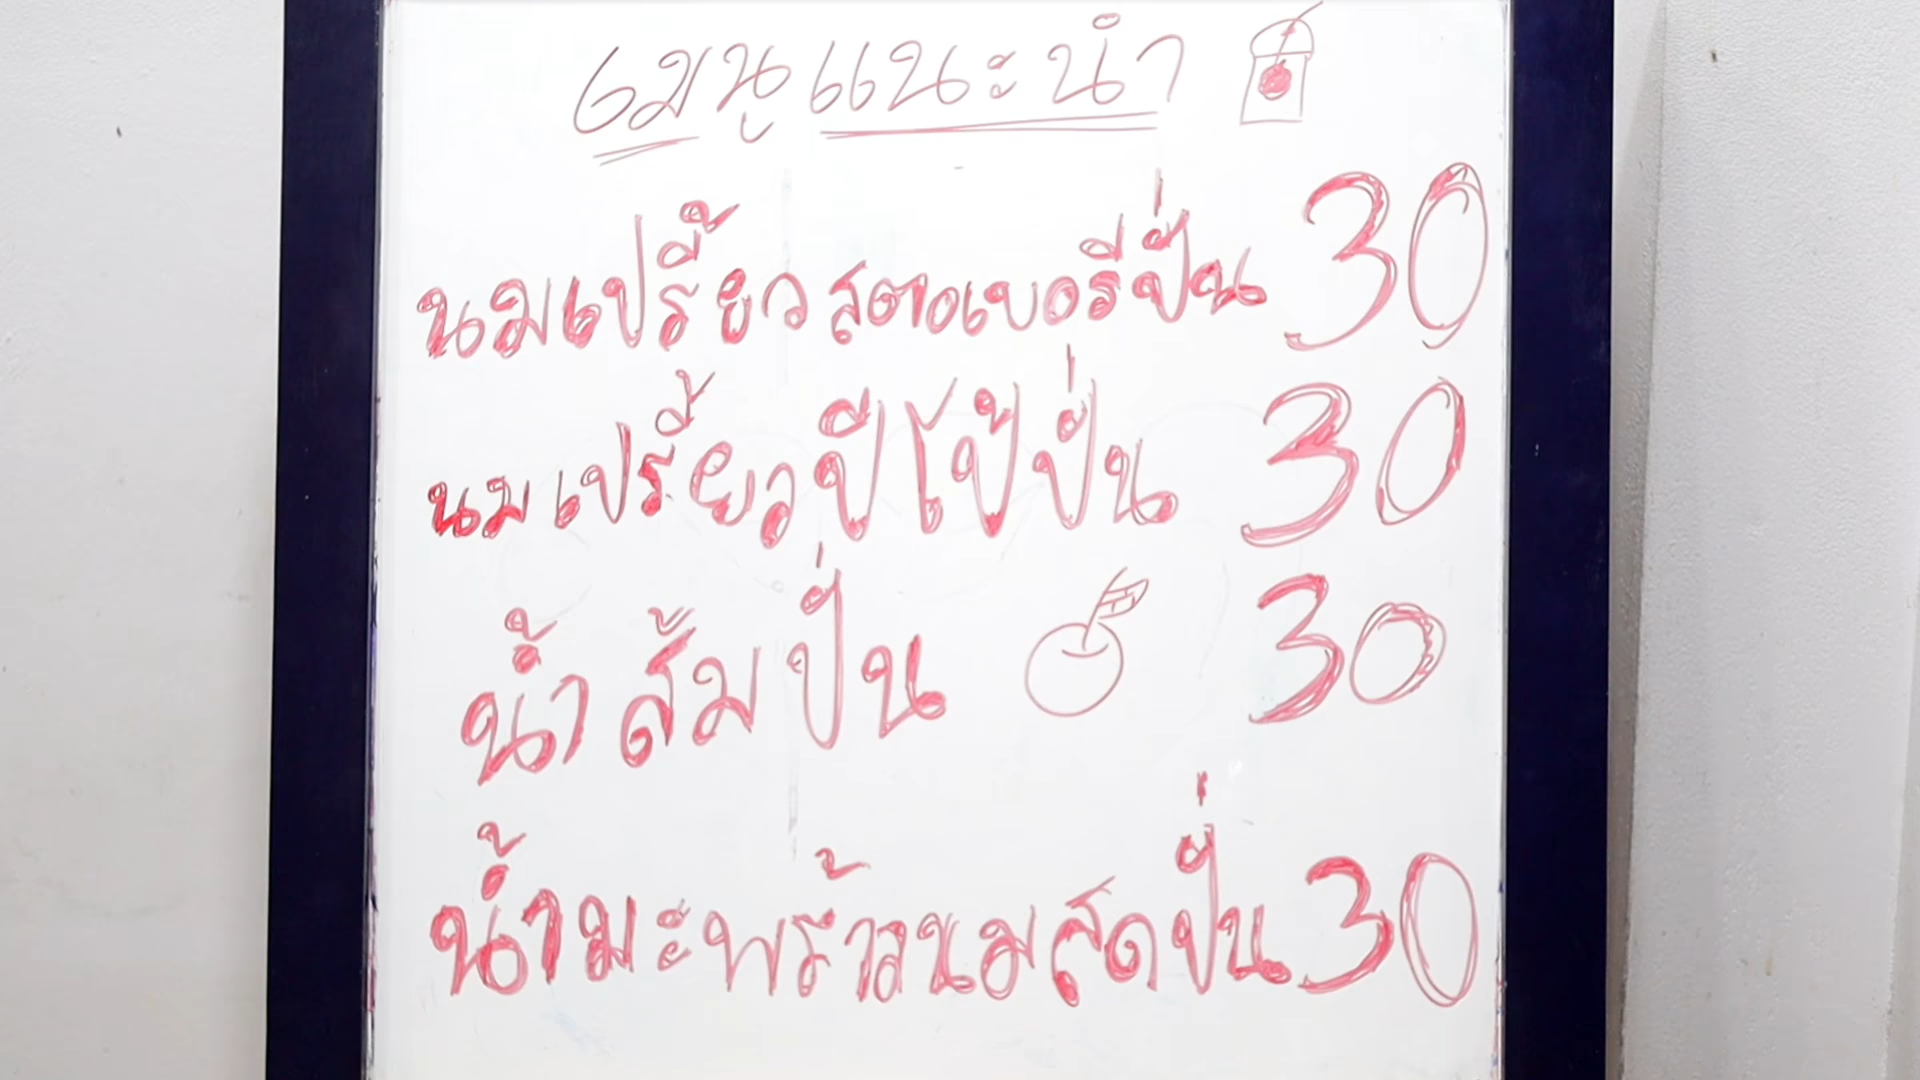 เมนูแนะนำ
นมเปรี้ยวสตอเบอรีปั่น 30
นมเปรี้ยวปีโป้ปั่น 30
น้ำส้มปั่น 30
น้ำมะพร้าวนมสดปั่น 30